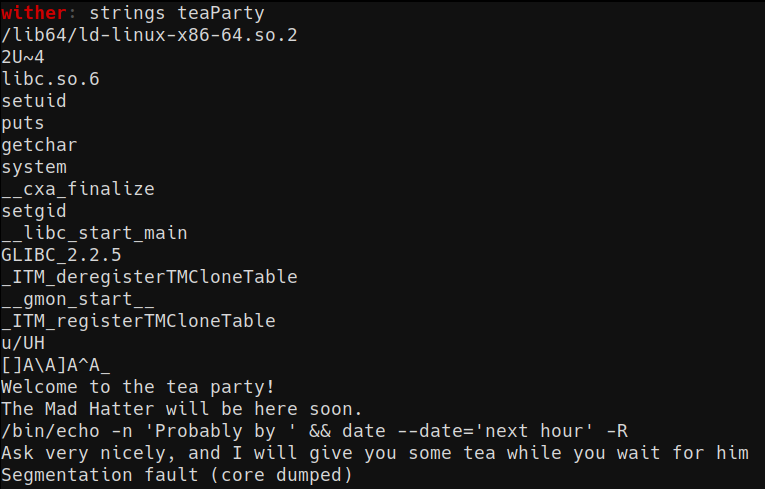 wither: strings teaParty
/lib64/ld-linux-x86-64.so.2
2U~4
libc.so.6
setuid
puts
getchar
system
__cxa_finalize
setgid
__libc_start_main
GLIBC_2.2.5
_ITM_deregisterTMCloneTable
__gmon_start__
_ITM_registerTMCloneTable
u/UH
[]A\A]A^A_
Welcome to the tea party!
The Mad Hatter will be here soon.
/bin/echo -n 'Probably by ' && date --date='next hour' -R
Ask very nicely, and I will give you some tea while you wait for him
Segmentation fault (core dumped)